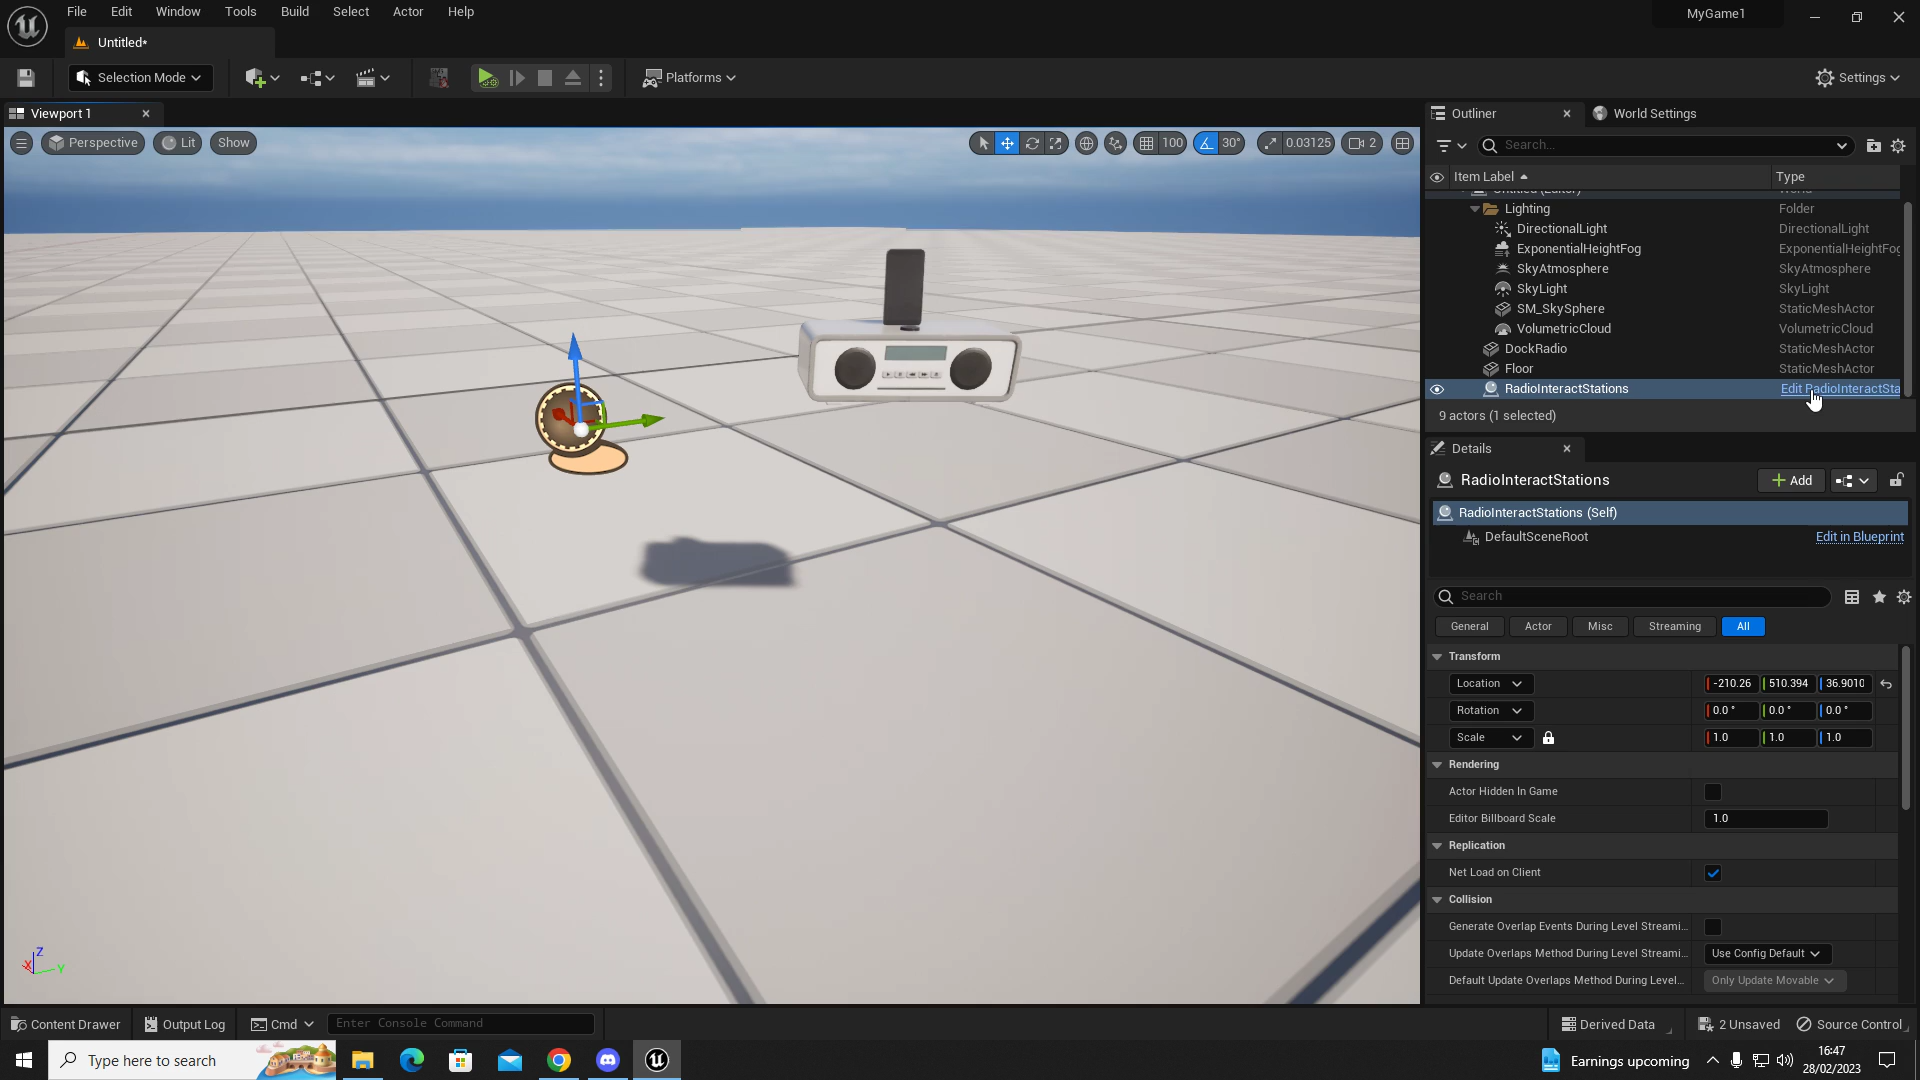 File Edit Window Tools Build Select Actor Help
MyGame1
Untitled*
Selection Mode
Platforms
Settings
Viewport 1
Outliner
World Settings
Perspective Lit Show
100 30° 0.03125 2
Search...
Item Label Type
Untitled (Editor) World
Lighting Folder
DirectionalLight DirectionalLight
ExponentialHeightFog ExponentialHeightFog
SkyAtmosphere SkyAtmosphere
SkyLight SkyLight
SM_SkySphere StaticMeshActor
VolumetricCloud VolumetricCloud
DockRadio StaticMeshActor
Floor StaticMeshActor
RadioInteractStations Edit RadioInteractSta
9 actors (1 selected)
Details
RadioInteractStations
Add
RadioInteractStations (Self)
DefaultSceneRoot Edit in Blueprint
Search
General Actor Misc Streaming All
Transform
Location -210.26 510.394 36.9010
Rotation 0.0 ° 0.0 ° 0.0 °
Scale 1.0 1.0 1.0
Rendering
Actor Hidden In Game
Editor Billboard Scale 1.0
Replication
Net Load on Client
Collision
Generate Overlap Events During Level Streami...
Update Overlaps Method During Level Streami... Use Config Default
Default Update Overlaps Method During Level... Only Update Movable
Z
X
Y
Content Drawer Output Log Cmd Enter Console Command
Derived Data 2 Unsaved Source Control
Type here to search
Earnings upcoming
16:47
28/02/2023